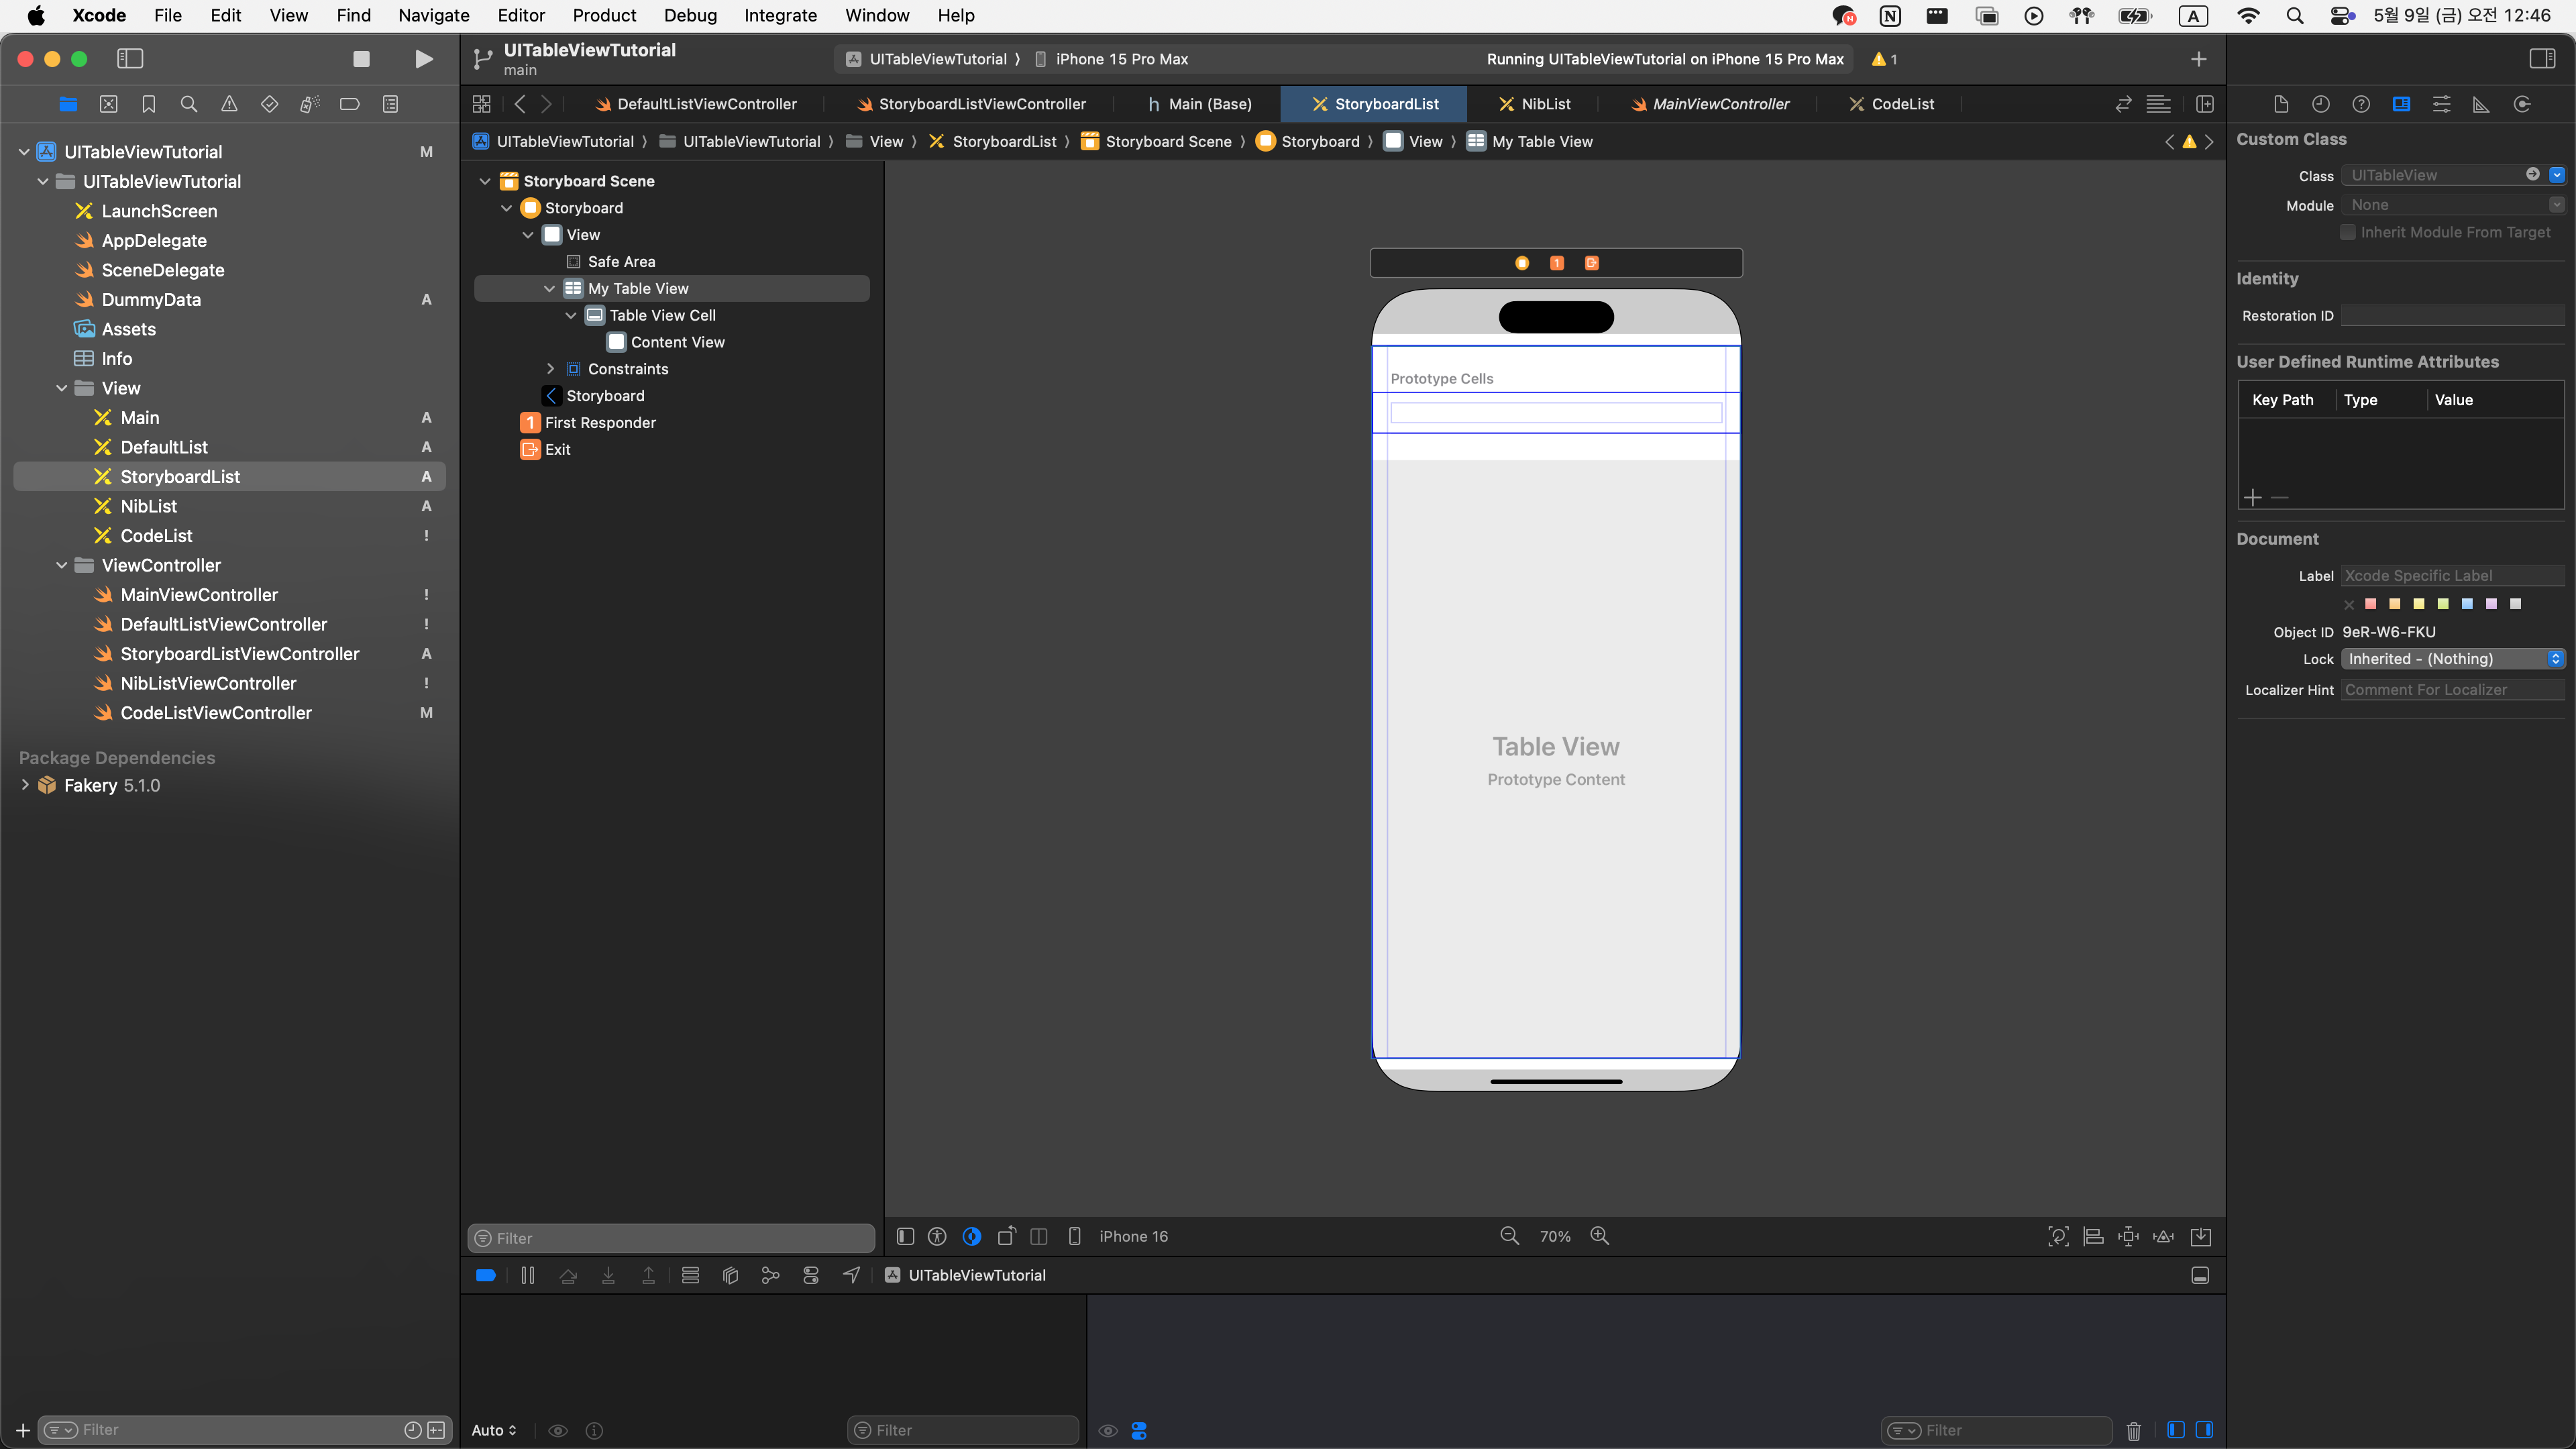 Xcode File Edit View Find Navigate Editor Product Debug Integrate Window Help
N A 5월 9일 (금) 오전 12:46
UITableViewTutorial
main
UITableViewTutorial 〉 iPhone 15 Pro Max
Running UITableViewTutorial on iPhone 15 Pro Max
1
DefaultListViewController
StoryboardListViewController
h Main (Base)
StoryboardList
NibList
MainViewController
CodeList
UITableViewTutorial 〉 UITableViewTutorial 〉 View 〉 StoryboardList 〉 Storyboard Scene 〉 Storyboard 〉 View 〉 My Table View
UITableViewTutorial M
UITableViewTutorial
LaunchScreen
AppDelegate
SceneDelegate
DummyData A
Assets
Info
View
Main A
DefaultList A
StoryboardList A
NibList A
CodeList !
ViewController
MainViewController !
DefaultListViewController !
StoryboardListViewController A
NibListViewController !
CodeListViewController M
Package Dependencies
Fakery 5.1.0
Filter
Storyboard Scene
Storyboard
View
Safe Area
My Table View
Table View Cell
Content View
Constraints
Storyboard
1 First Responder
Exit
Filter
1
Prototype Cells
Table View
Prototype Content
iPhone 16
70%
UITableViewTutorial
Auto
Filter
Filter
Custom Class
Class UITableView
Module None
Inherit Module From Target
Identity
Restoration ID
User Defined Runtime Attributes
Key Path Type Value
Document
Label Xcode Specific Label
Object ID 9eR-W6-FKU
Lock Inherited - (Nothing)
Localizer Hint Comment For Localizer